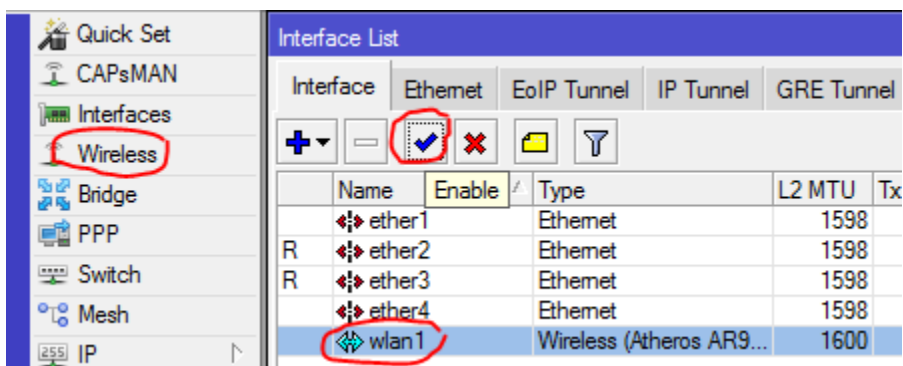 Quick Set
CAPsMAN
Interfaces
Wireless
Bridge
PPP
Switch
Mesh
255 IP
Interface List
Interface Ethernet EoIP Tunnel IP Tunnel GRE Tunnel
Name Enable Type L2 MTU Tx
ether1 Ethernet 1598
R ether2 Ethernet 1598
R ether3 Ethernet 1598
ether4 Ethernet 1598
wlan1 Wireless (Atheros AR9... 1600